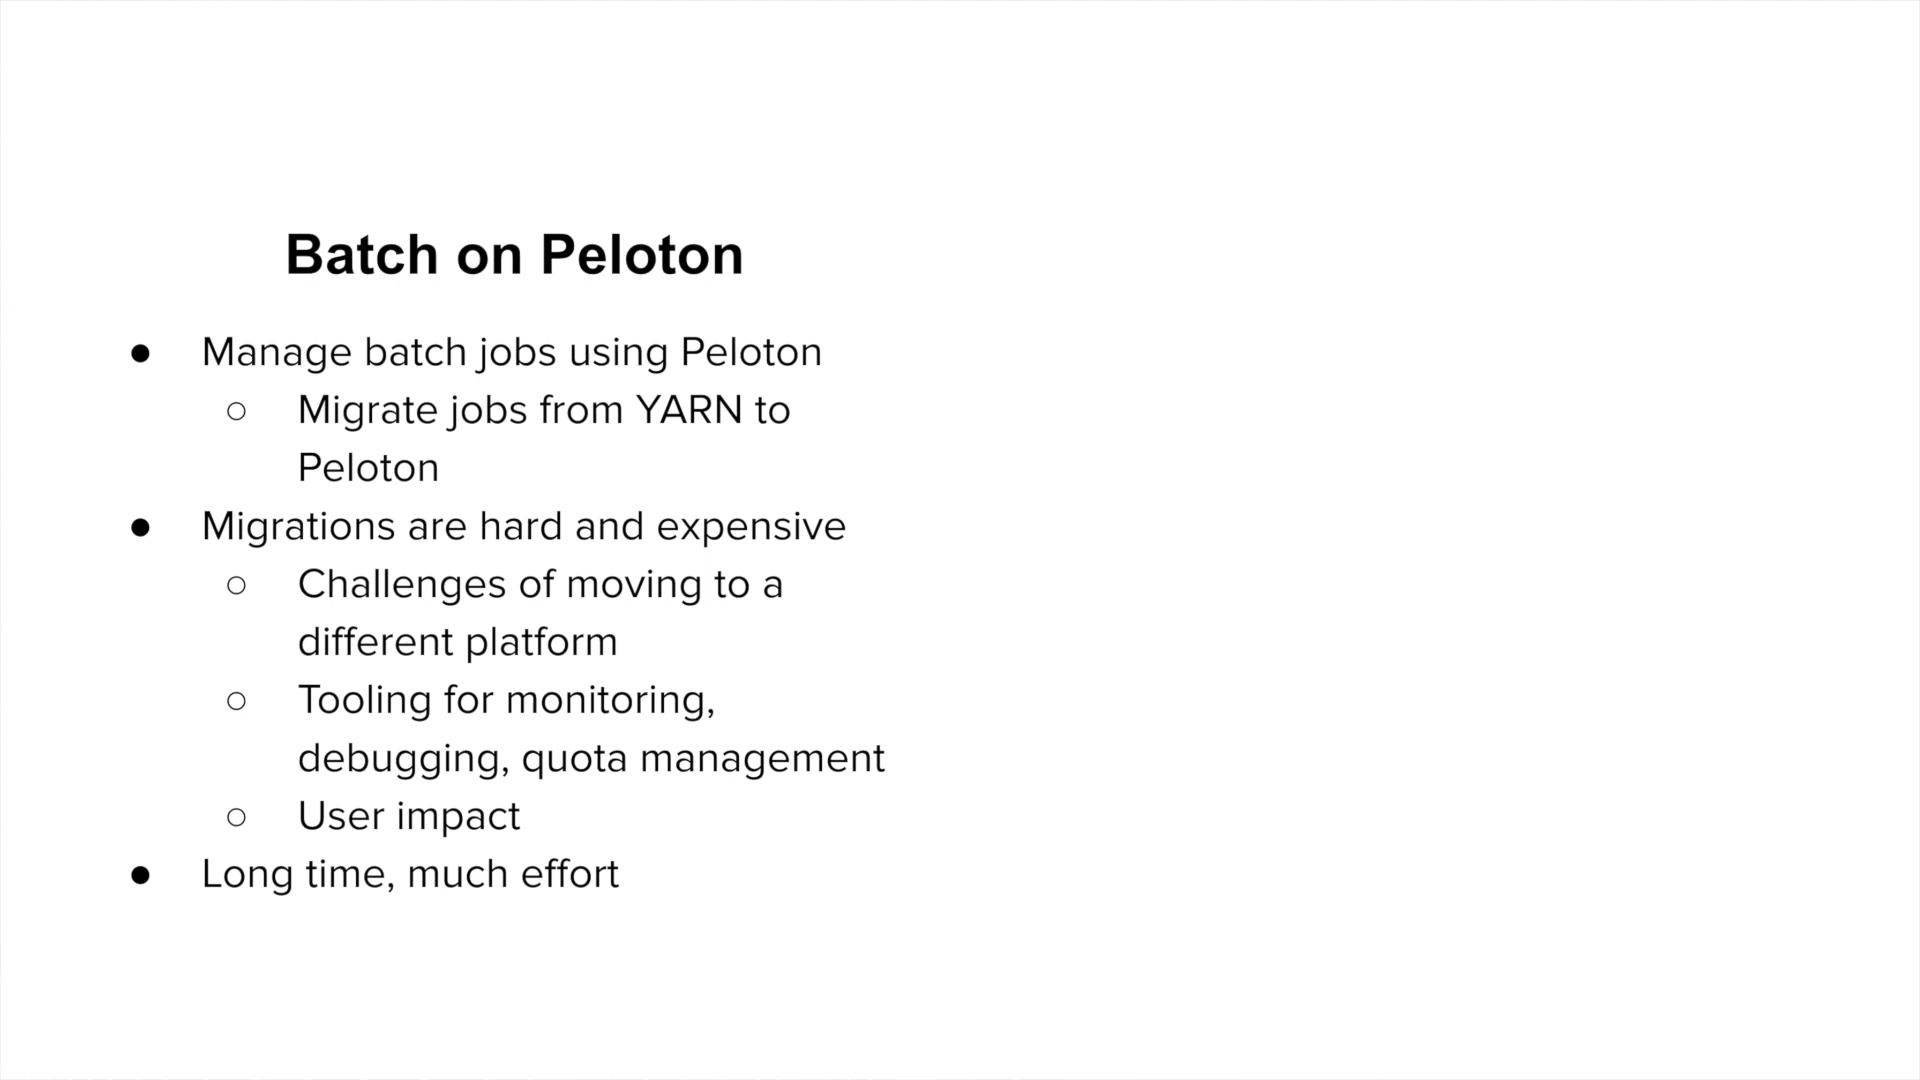 Batch on Peloton
● Manage batch jobs using Peloton
○ Migrate jobs from YARN to
Peloton
● Migrations are hard and expensive
○ Challenges of moving to a
different platform
○ Tooling for monitoring,
debugging, quota management
○ User impact
● Long time, much effort